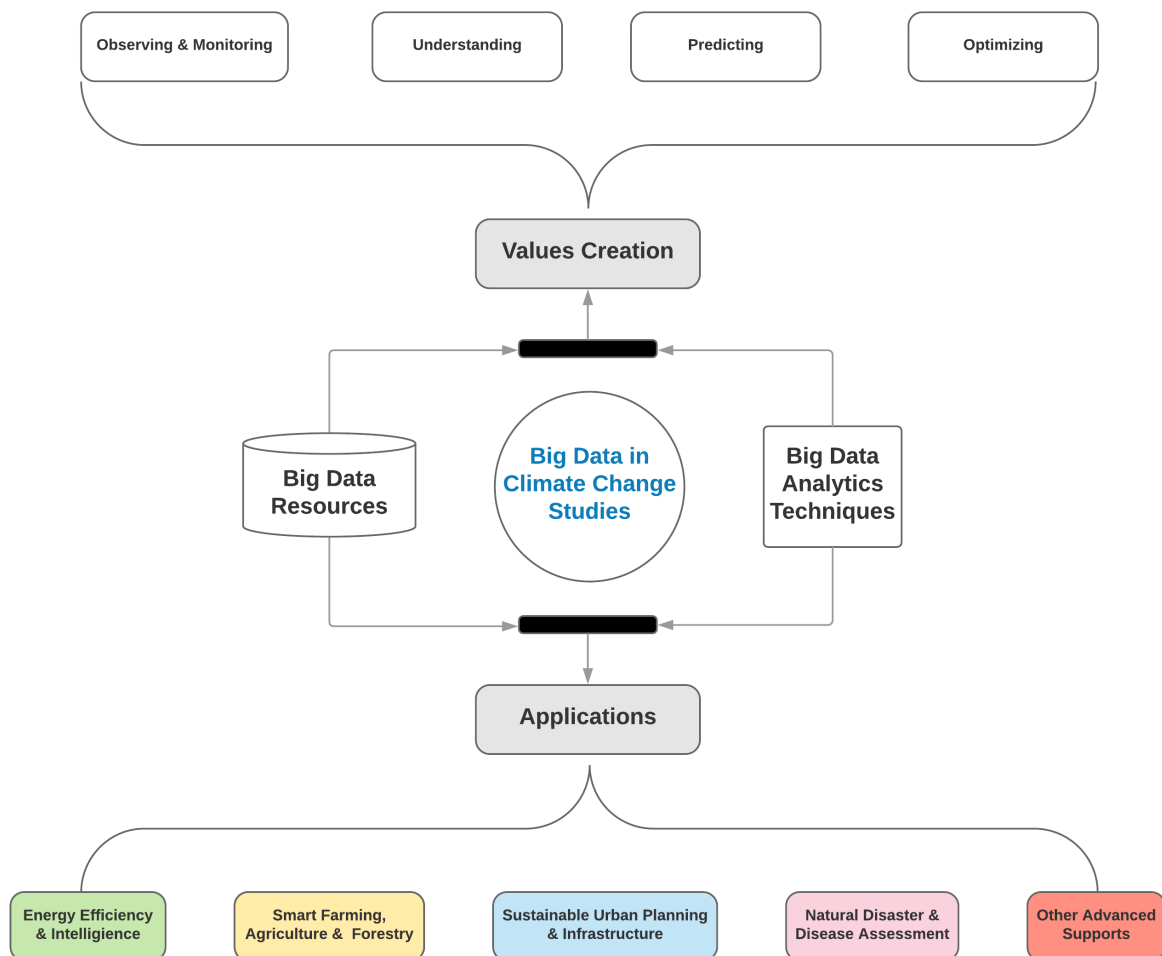 Observing & Monitoring
Understanding
Predicting
Optimizing
Values Creation
Big Data
Resources
Big Data in
Climate Change
Studies
Big Data
Analytics
Techniques
Applications
Energy Efficiency
& Intelligience
Smart Farming,
Agriculture &  Forestry
Sustainable Urban Planning
& Infrastructure
Natural Disaster &
Disease Assessment
Other Advanced
Supports